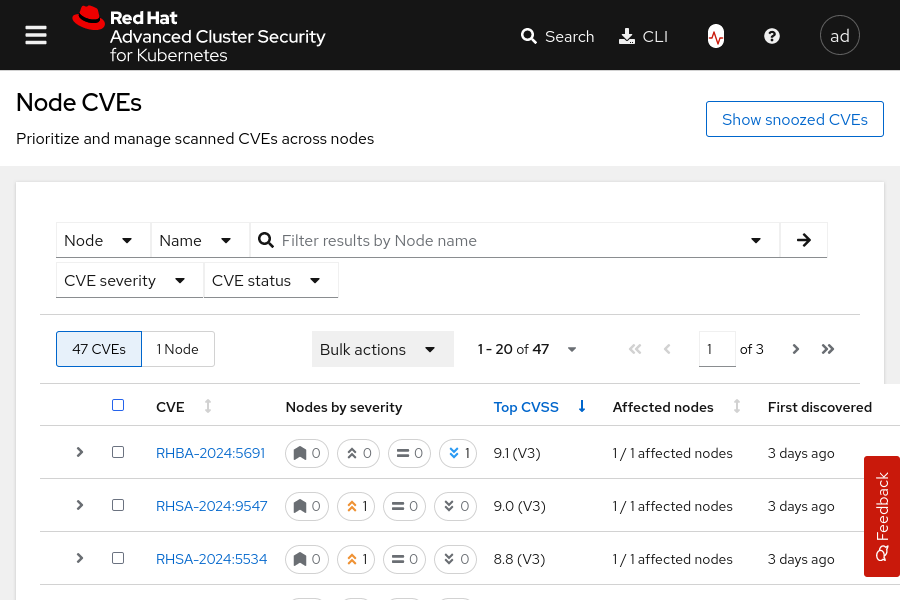 Red Hat
Advanced Cluster Security
for Kubernetes
Search
CLI
ad
Node CVEs
Prioritize and manage scanned CVEs across nodes
Show snoozed CVEs
Node
Name
Filter results by Node name
CVE severity
CVE status
47 CVEs
1 Node
Bulk actions
1 - 20 of 47
1
of 3
CVE
Nodes by severity
Top CVSS
Affected nodes
First discovered
RHBA-2024:5691 0 0 0 1 9.1 (V3) 1 / 1 affected nodes 3 days ago
RHSA-2024:9547 0 1 0 0 9.0 (V3) 1 / 1 affected nodes 3 days ago
RHSA-2024:5534 0 1 0 0 8.8 (V3) 1 / 1 affected nodes 3 days ago
Feedback